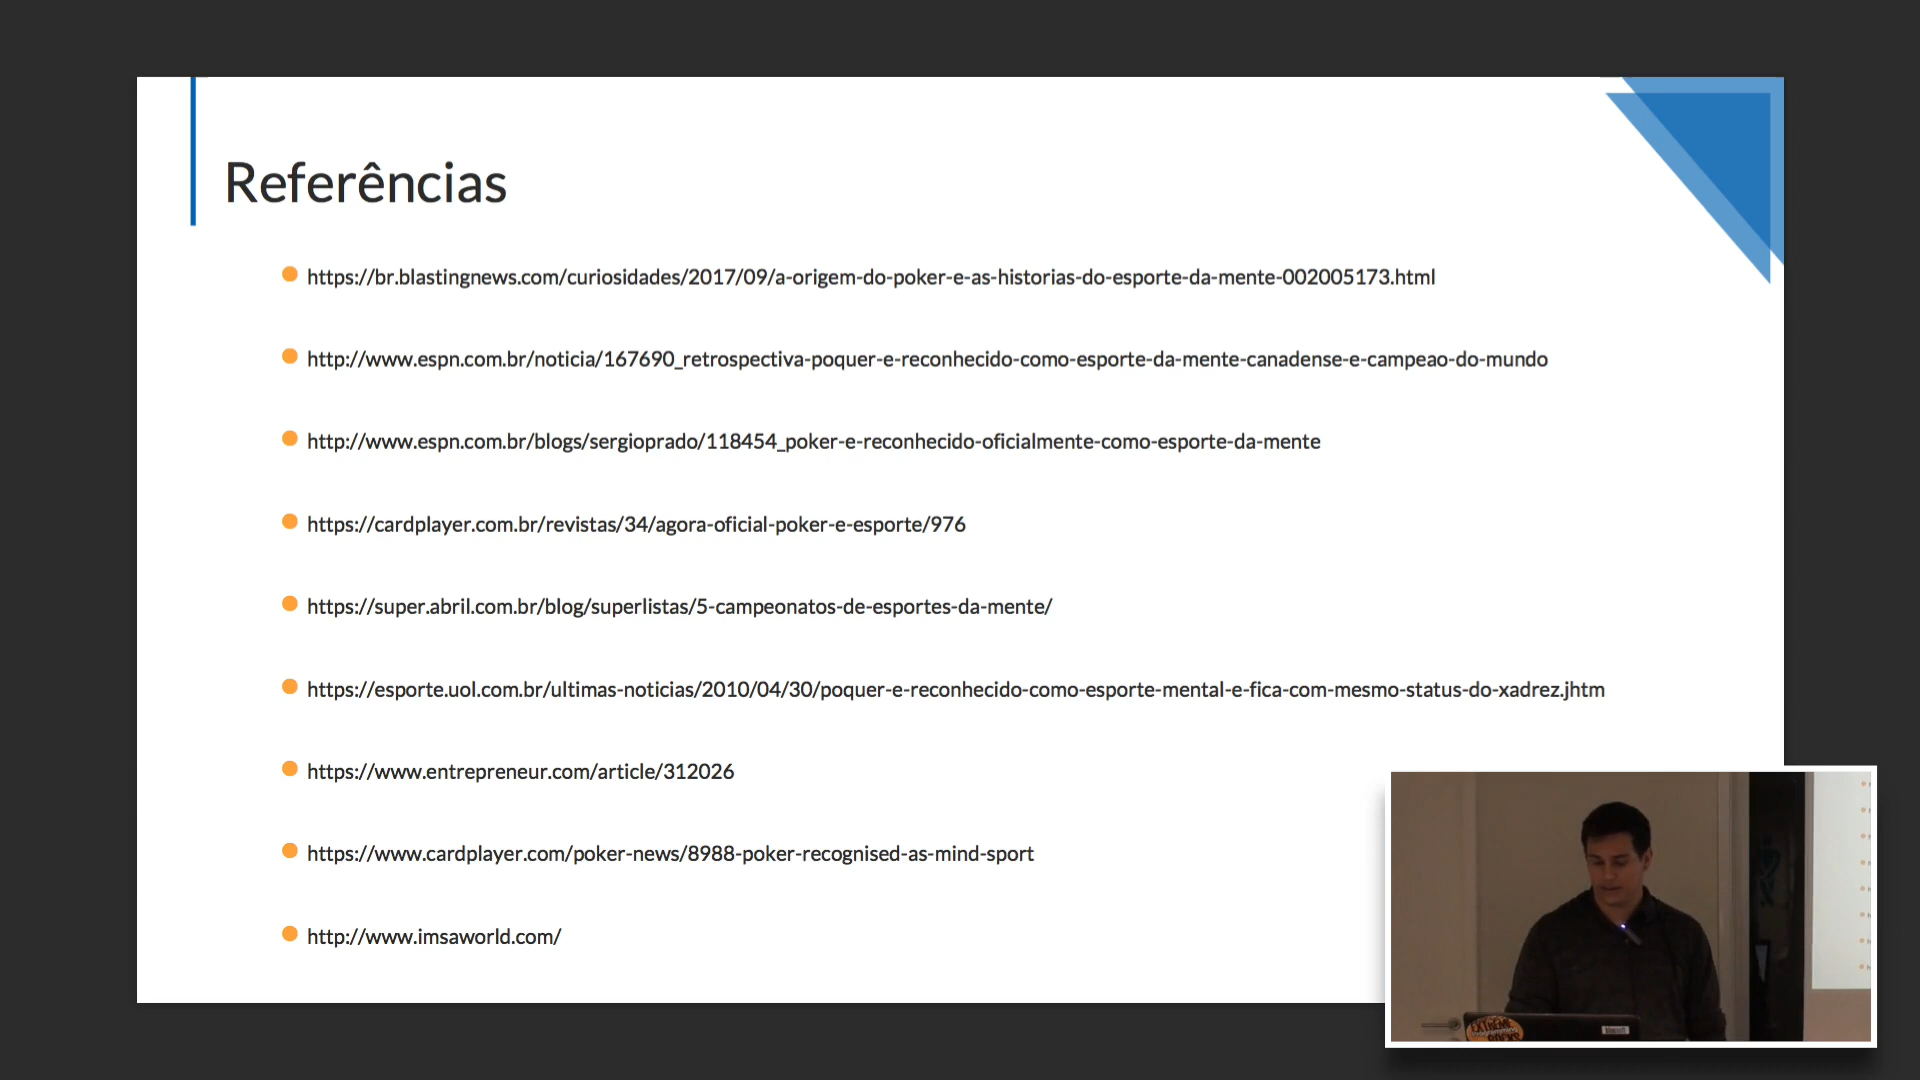 Referências
https://br.blastingnews.com/curiosidades/2017/09/a-origem-do-poker-e-as-historias-do-esporte-da-mente-002005173.html
http://www.espn.com.br/noticia/167690_retrospectiva-poquer-e-reconhecido-como-esporte-da-mente-canadense-e-campeao-do-mundo
http://www.espn.com.br/blogs/sergioprado/118454_poker-e-reconhecido-oficialmente-como-esporte-da-mente
https://cardplayer.com.br/revistas/34/agora-oficial-poker-e-esporte/976
https://super.abril.com.br/blog/superlistas/5-campeonatos-de-esportes-da-mente/
https://esporte.uol.com.br/ultimas-noticias/2010/04/30/poquer-e-reconhecido-como-esporte-mental-e-fica-com-mesmo-status-do-xadrez.jhtm
https://www.entrepreneur.com/article/312026
https://www.cardplayer.com/poker-news/8988-poker-recognised-as-mind-sport
http://www.imsaworld.com/
EXTREME